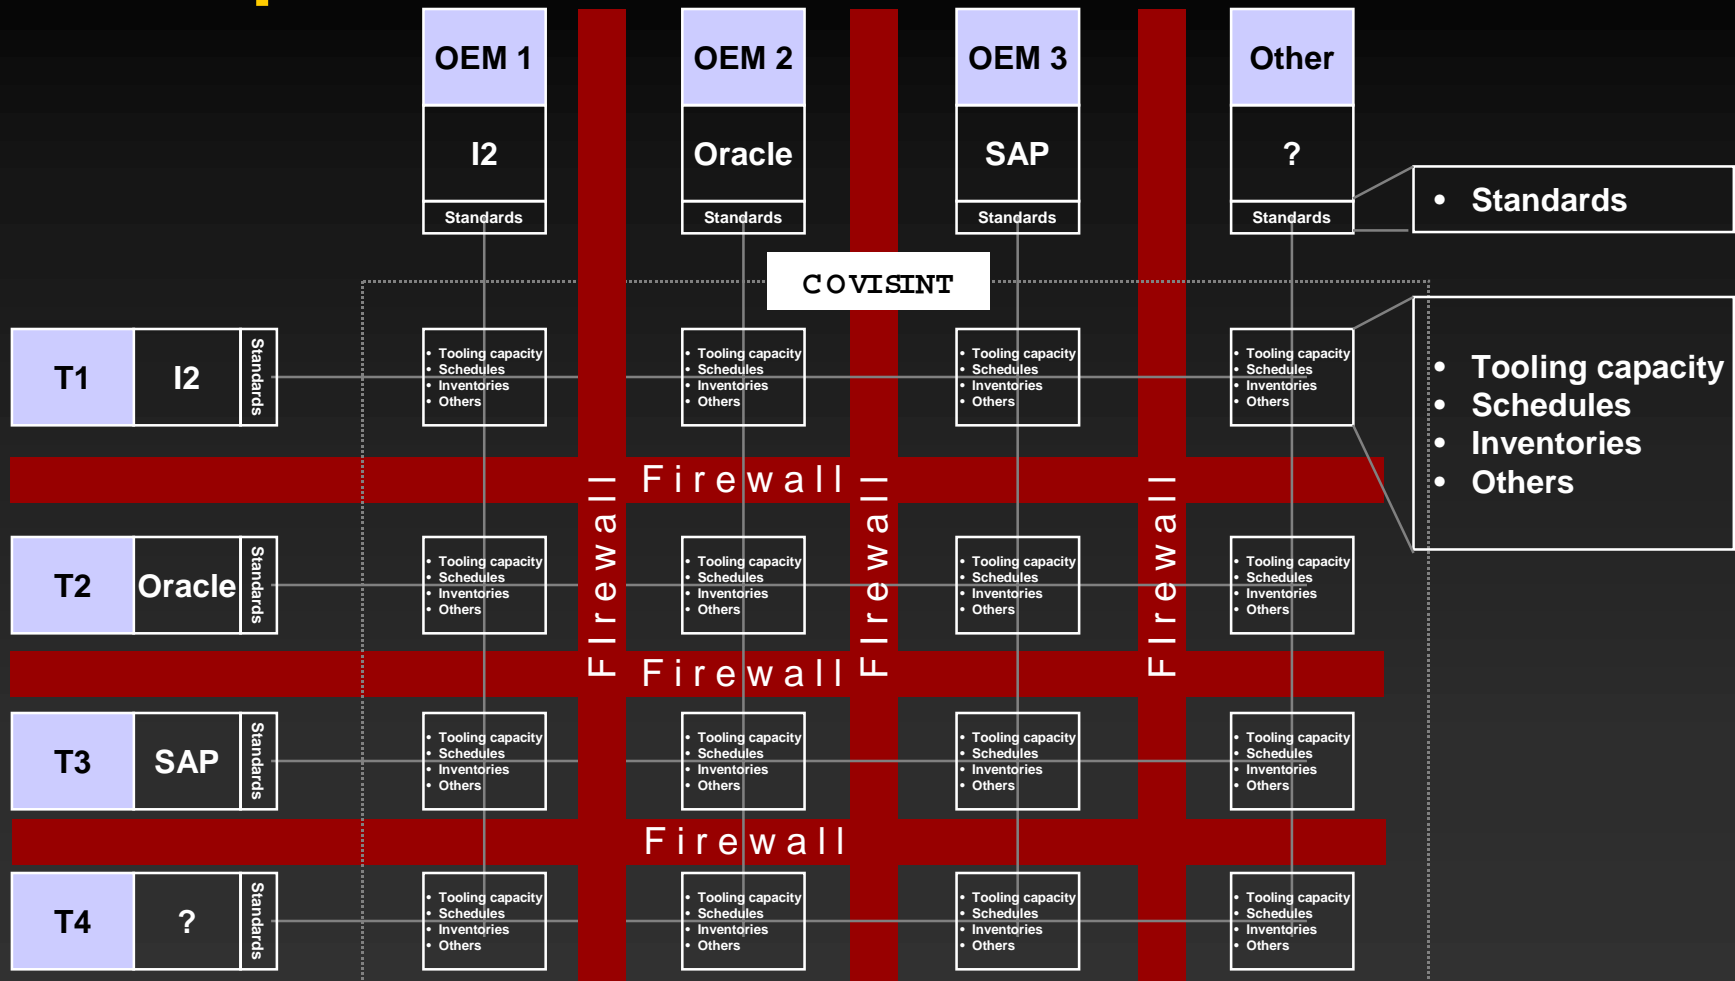 OEM 1
OEM 2
OEM 3
Other
I2
Oracle
SAP
?
Standards
Standards
Standards
Standards
• Standards
COVISINT
T1
I2
Standards
• Tooling capacity
• Schedules
• Inventories
• Others
• Tooling capacity
• Schedules
• Inventories
• Others
• Tooling capacity
• Schedules
• Inventories
• Others
• Tooling capacity
• Schedules
• Inventories
• Others
• Tooling capacity
• Schedules
• Inventories
• Others
Firewall
FIrewall
FIrewall
FIrewall
T2
Oracle
Standards
• Tooling capacity
• Schedules
• Inventories
• Others
• Tooling capacity
• Schedules
• Inventories
• Others
• Tooling capacity
• Schedules
• Inventories
• Others
• Tooling capacity
• Schedules
• Inventories
• Others
Firewall
T3
SAP
Standards
• Tooling capacity
• Schedules
• Inventories
• Others
• Tooling capacity
• Schedules
• Inventories
• Others
• Tooling capacity
• Schedules
• Inventories
• Others
• Tooling capacity
• Schedules
• Inventories
• Others
Firewall
T4
?
Standards
• Tooling capacity
• Schedules
• Inventories
• Others
• Tooling capacity
• Schedules
• Inventories
• Others
• Tooling capacity
• Schedules
• Inventories
• Others
• Tooling capacity
• Schedules
• Inventories
• Others